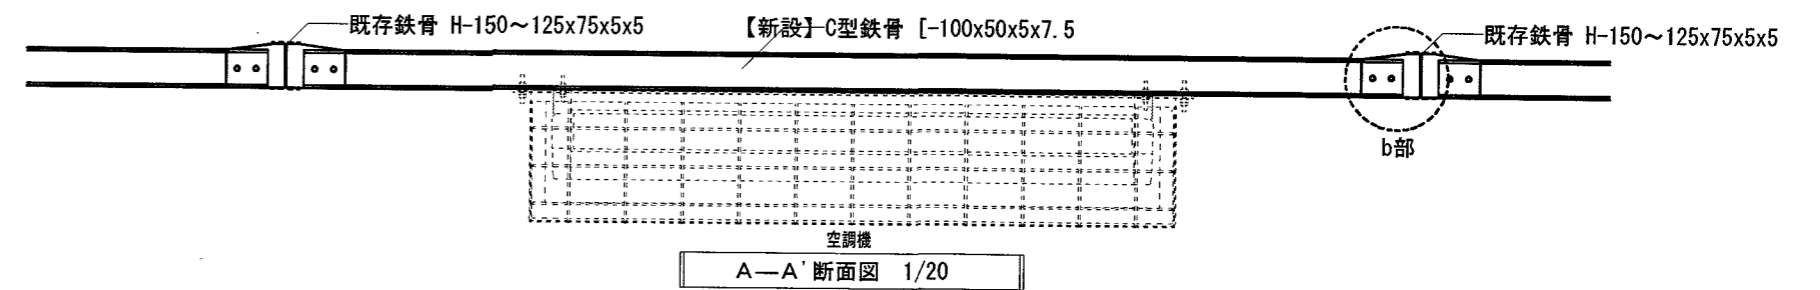 既存鉄骨 H-150～125x75x5x5
【新設】C型鉄骨 [-100x50x5x7.5
既存鉄骨 H-150～125x75x5x5
b部
空調機
A―A'断面図 1/20